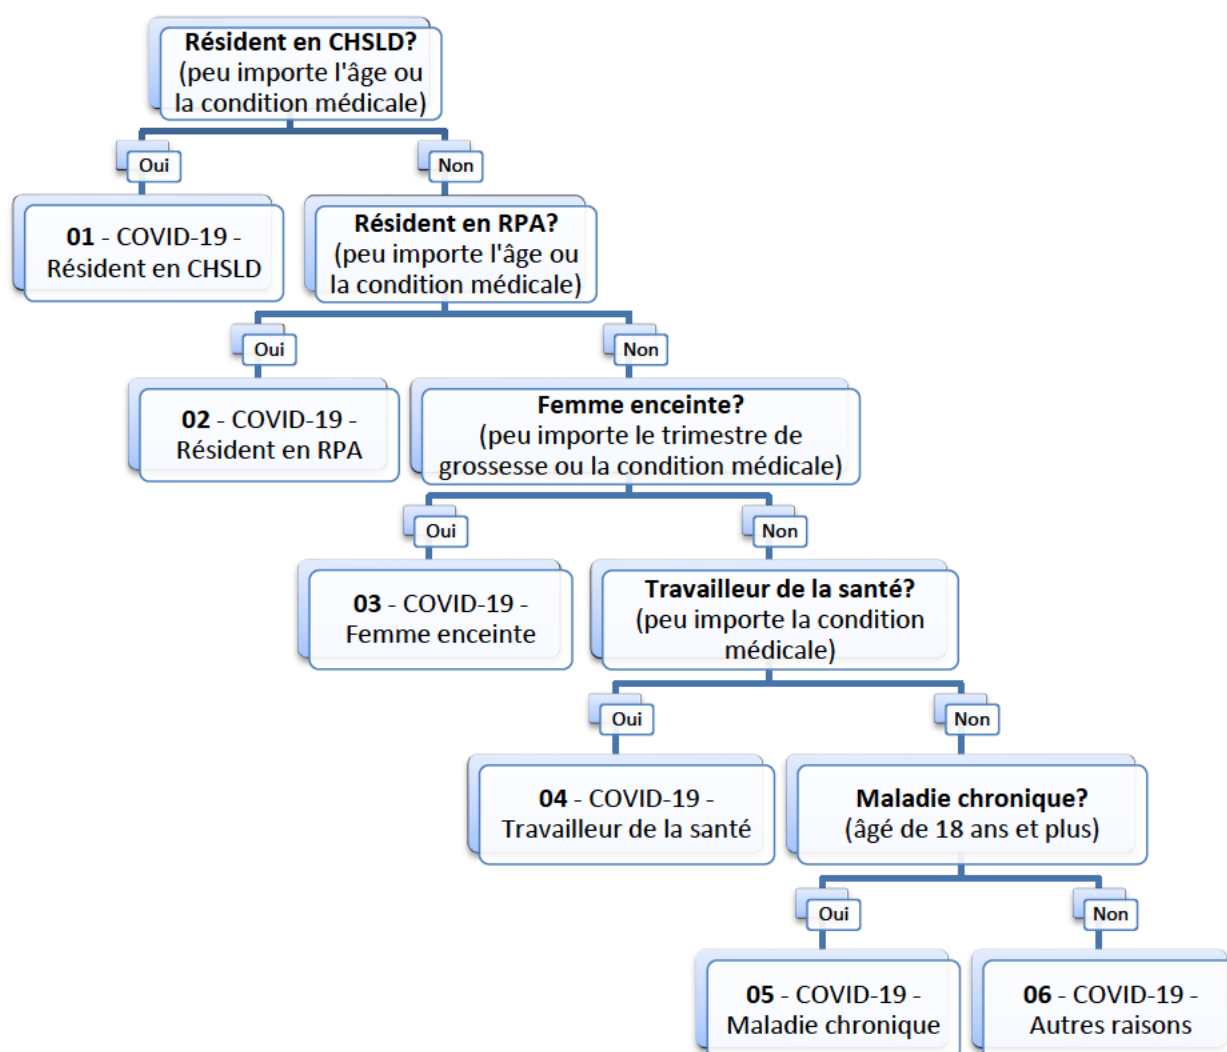 Résident en CHSLD?
(peu importe l'âge ou
la condition médicale)
Oui
Non
01 - COVID-19 -
Résident en CHSLD
Résident en RPA?
(peu importe l'âge ou
la condition médicale)
Oui
Non
02 - COVID-19 -
Résident en RPA
Femme enceinte?
(peu importe le trimestre de
grossesse ou la condition médicale)
Oui
Non
03 - COVID-19 -
Femme enceinte
Travailleur de la santé?
(peu importe la condition
médicale)
Oui
Non
04 - COVID-19 -
Travailleur de la santé
Maladie chronique?
(âgé de 18 ans et plus)
Oui
Non
05 - COVID-19 -
Maladie chronique
06 - COVID-19 -
Autres raisons